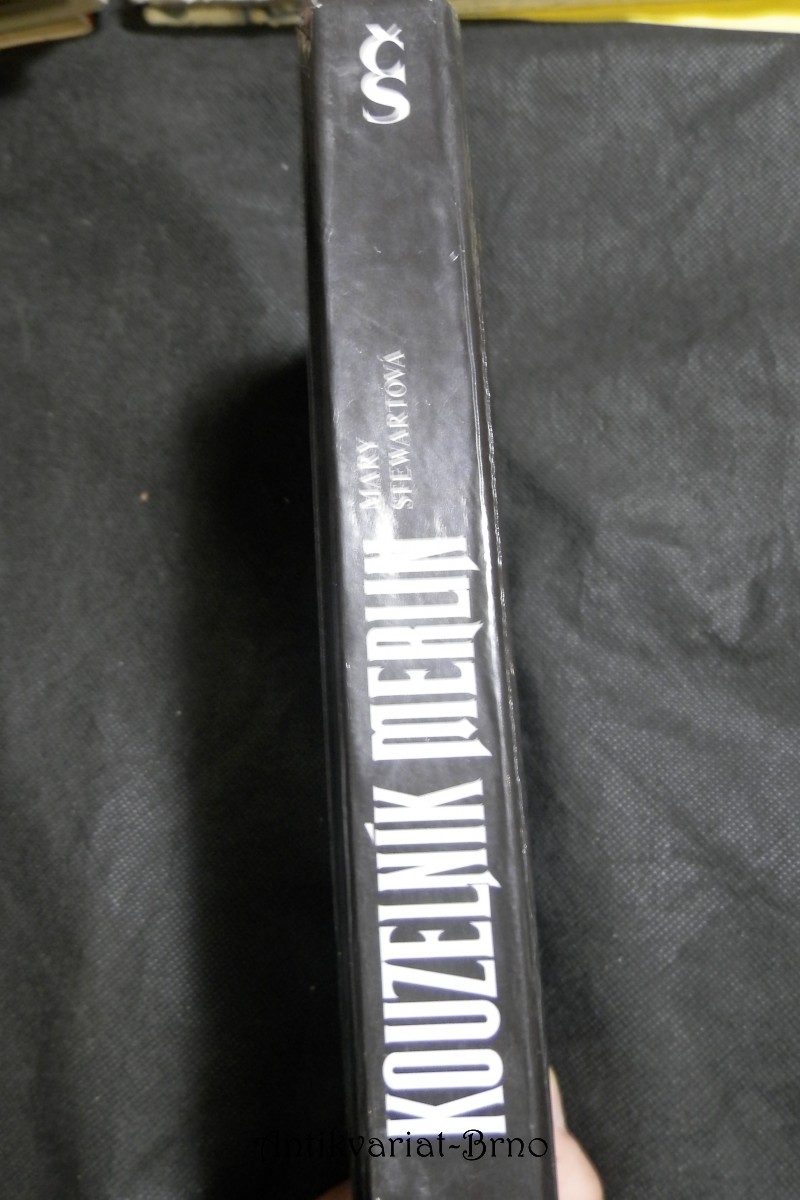 ČS
MARY
STEWARTOVÁ
KOUZELNÍK MERLIN
Antikvariat-Brno